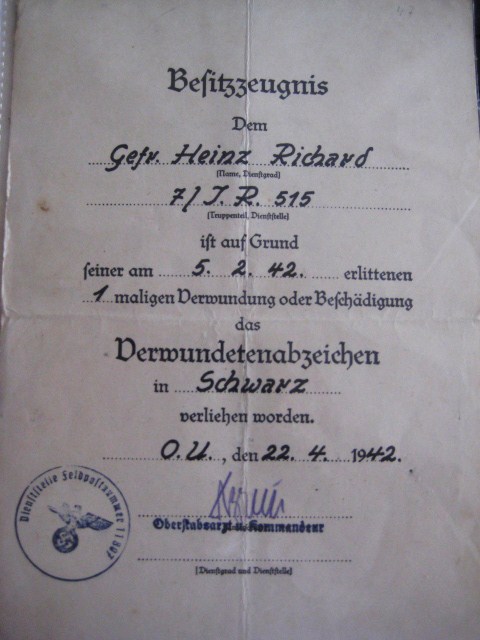 Besitzzeugnis
Dem
Gefr. Heinz Richard
(Name, Dienstgrad)
7/ J. R. 515
(Truppenteil, Dienststelle)
ist auf Grund
seiner am 5. 2. 42. erlittenen
1 maligen Verwundung oder Beschädigung
das
Verwundetenabzeichen
in Schwarz
verliehen worden.
O.U., den 22. 4. 1942.
Oberstabsarzt u. Kommandeur
(Dienstgrad und Dienststelle)
Dienststelle Feldpostnummer